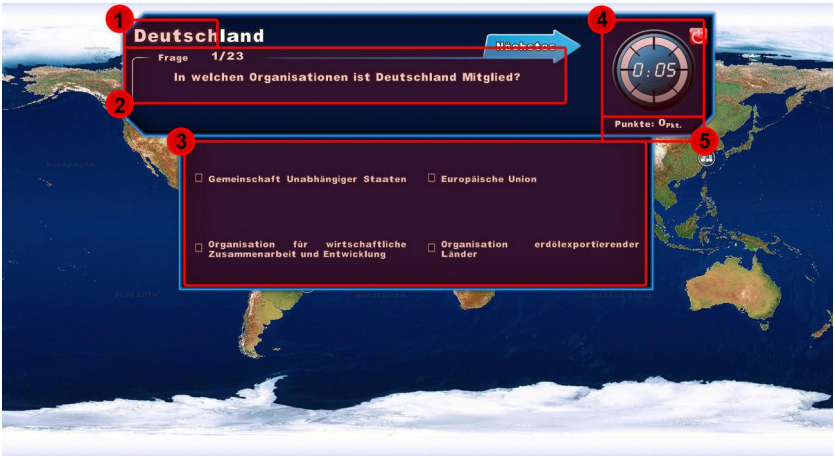 1
4
Deutschland
Nächstes
Frage 1/23
In welchen Organisationen ist Deutschland Mitglied?
0:05
2
Punkte: 0Pkt.
3
5
Gemeinschaft Unabhängiger Staaten
Europäische Union
Organisation für wirtschaftliche
Zusammenarbeit und Entwicklung
Organisation erdölexportierender
Länder